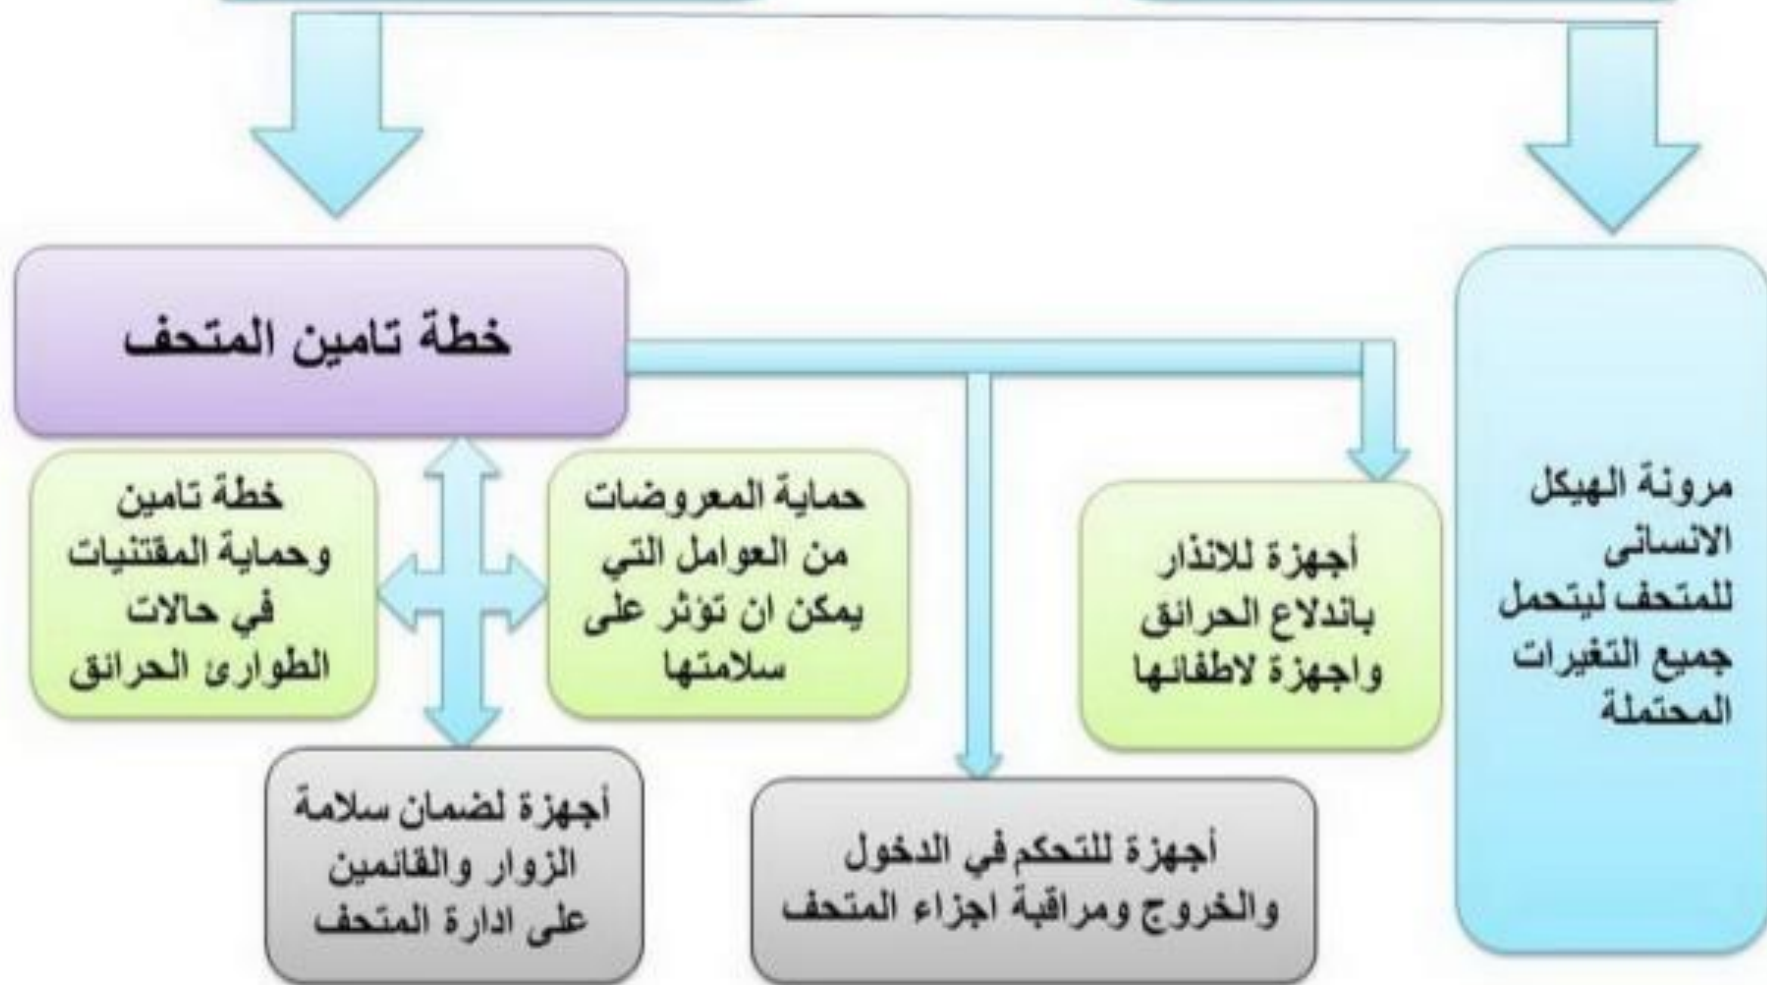 خطة تامين المتحف
مرونة الهيكل
الانسانى
للمتحف ليتحمل
جميع التغيرات
المحتملة
أجهزة للانذار
باندلاع الحرائق
واجهزة لاطفائها
حماية المعروضات
من العوامل التي
يمكن ان تؤثر على
سلامتها
خطة تامين
وحماية المقتنيات
في حالات
الطوارئ الحرائق
أجهزة للتحكم في الدخول
والخروج ومراقبة اجزاء المتحف
أجهزة لضمان سلامة
الزوار والقائمين
على ادارة المتحف